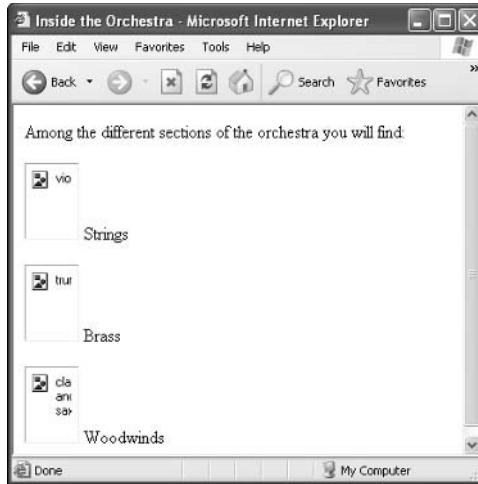 Inside the Orchestra - Microsoft Internet Explorer
File Edit View Favorites Tools Help
Back Search Favorites
Among the different sections of the orchestra you will find:
vio
Strings
trur
Brass
cla
and
sax
Woodwinds
Done My Computer